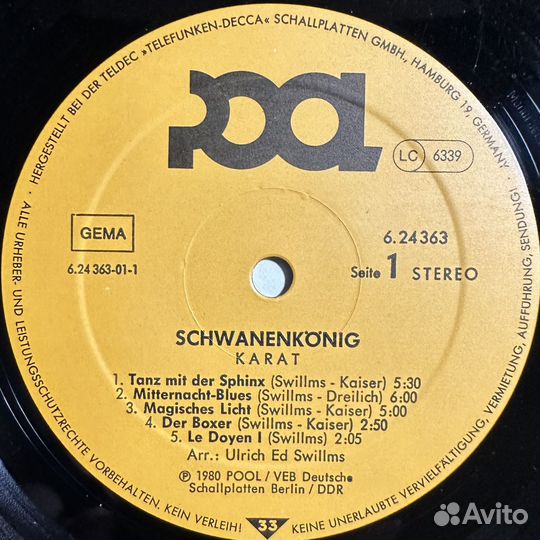 HERGESTELLT BEI DER TELDEC »TELEFUNKEN-DECCA« SCHALLPLATTEN GMBH, HAMBURG 19, GERMANY
POOL
LC 6339
GEMA
6.24 363-01-1
6.24363
Seite 1 STEREO
SCHWANENKÖNIG
KARAT
1. Tanz mit der Sphinx (Swillms - Kaiser) 5:30
2. Mitternacht-Blues (Swillms - Dreilich) 6:00
3. Magisches Licht (Swillms - Kaiser) 5:00
4. Der Boxer (Swillms - Kaiser) 2:50
5. Le Doyen I (Swillms) 2:05
Arr.: Ulrich Ed Swillms
℗ 1980 POOL / VEB Deutsche
Schallplatten Berlin / DDR
• ALLE URHEBER- UND LEISTUNGSSCHUTZRECHTE VORBEHALTEN. KEIN VERLEIH! 33 KEINE UNERLAUBTE VERVIELFÄLTIGUNG, VERMIETUNG, AUFFÜHRUNG, SENDUNG!
Avito